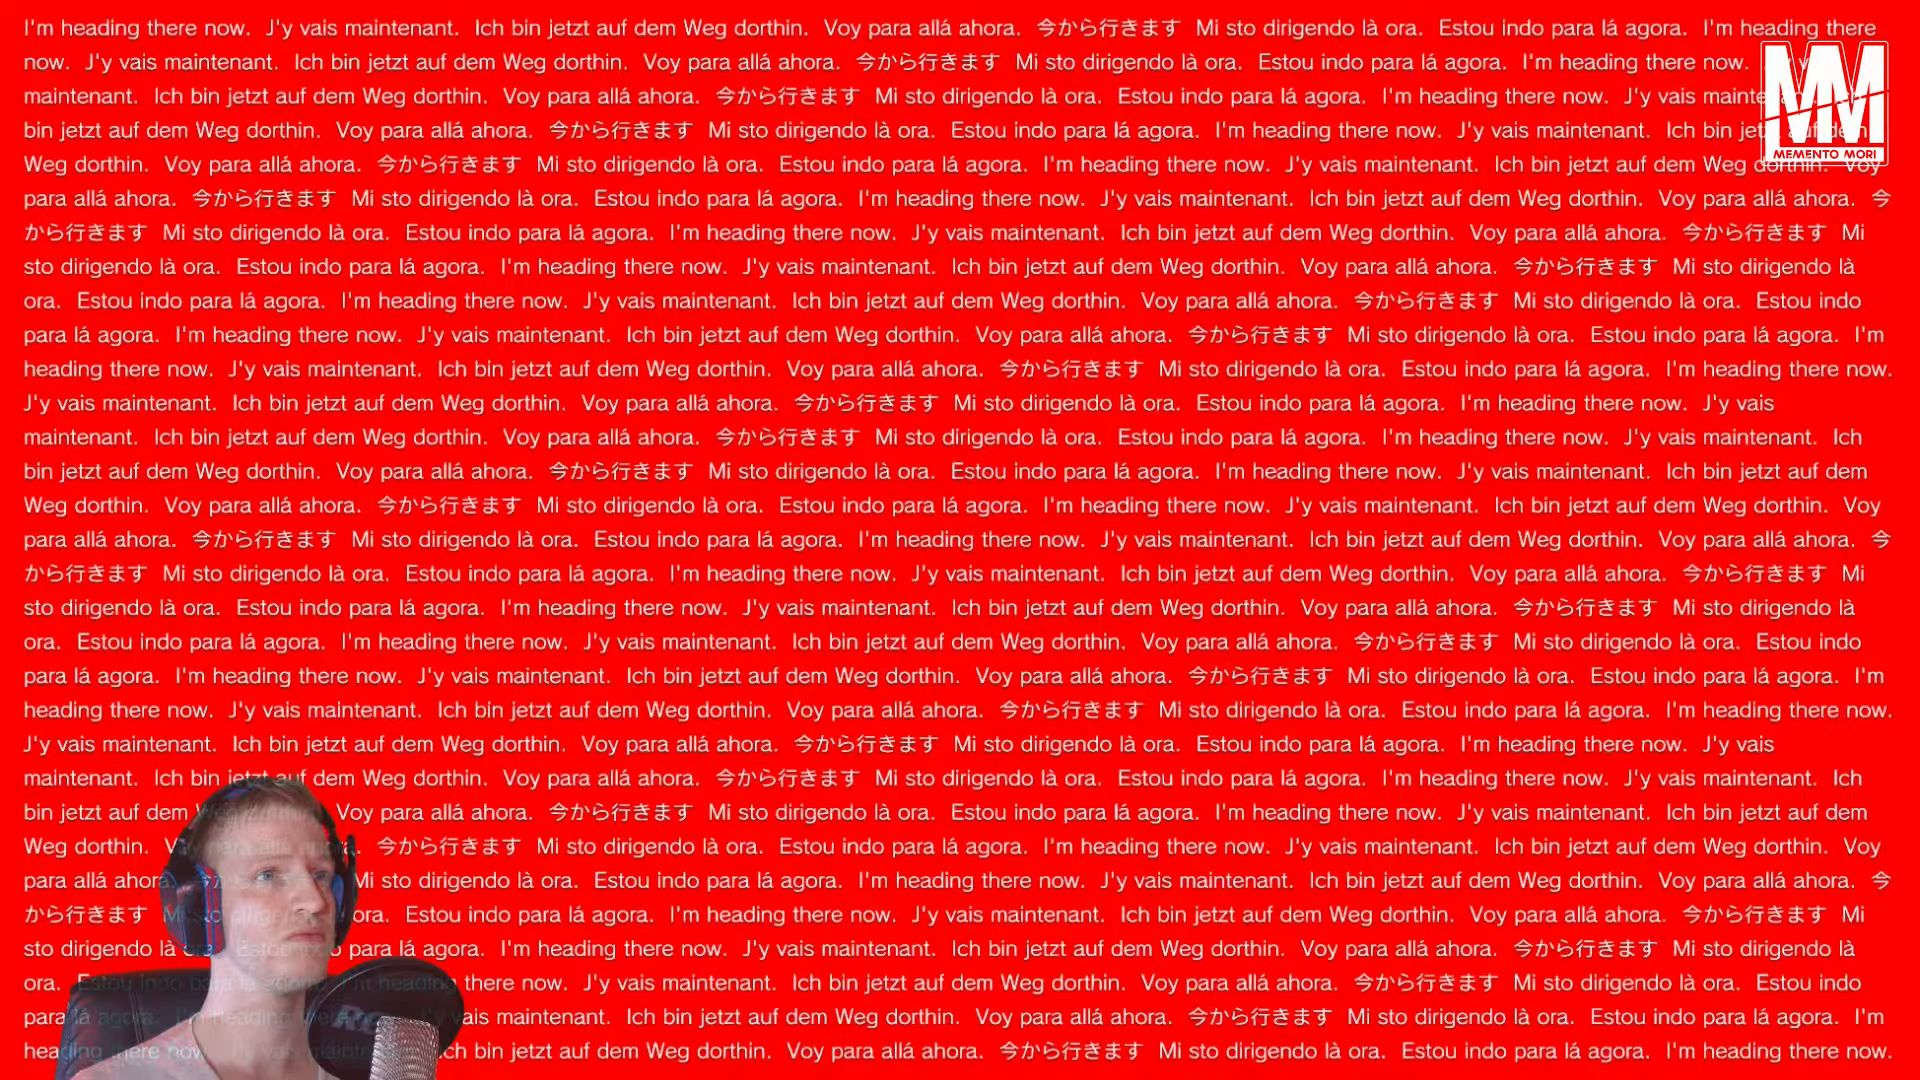 I'm heading there now. J'y vais maintenant. Ich bin jetzt auf dem Weg dorthin. Voy para allá ahora. 今から行きます Mi sto dirigendo là ora. Estou indo para lá agora. I'm heading there
now. J'y vais maintenant. Ich bin jetzt auf dem Weg dorthin. Voy para allá ahora. 今から行きます Mi sto dirigendo là ora. Estou indo para lá agora. I'm heading there now.
maintenant. Ich bin jetzt auf dem Weg dorthin. Voy para allá ahora. 今から行きます Mi sto dirigendo là ora. Estou indo para lá agora. I'm heading there now. J'y vais
bin jetzt auf dem Weg dorthin. Voy para allá ahora. 今から行きます Mi sto dirigendo là ora. Estou indo para lá agora. I'm heading there now. J'y vais maintenant. Ich bin
MM
MEMENTO MORI
Weg dorthin. Voy para allá ahora. 今から行きます Mi sto dirigendo là ora. Estou indo para lá agora. I'm heading there now. J'y vais maintenant. Ich bin jetzt auf dem Weg dorthin. Voy
para allá ahora. 今から行きます Mi sto dirigendo là ora. Estou indo para lá agora. I'm heading there now. J'y vais maintenant. Ich bin jetzt auf dem Weg dorthin. Voy para allá ahora. 今
から行きます Mi sto dirigendo là ora. Estou indo para lá agora. I'm heading there now. J'y vais maintenant. Ich bin jetzt auf dem Weg dorthin. Voy para allá ahora. 今から行きます Mi
sto dirigendo là ora. Estou indo para lá agora. I'm heading there now. J'y vais maintenant. Ich bin jetzt auf dem Weg dorthin. Voy para allá ahora. 今から行きます Mi sto dirigendo là
ora. Estou indo para lá agora. I'm heading there now. J'y vais maintenant. Ich bin jetzt auf dem Weg dorthin. Voy para allá ahora. 今から行きます Mi sto dirigendo là ora. Estou indo
para lá agora. I'm heading there now. J'y vais maintenant. Ich bin jetzt auf dem Weg dorthin. Voy para allá ahora. 今から行きます Mi sto dirigendo là ora. Estou indo para lá agora. I'm
heading there now. J'y vais maintenant. Ich bin jetzt auf dem Weg dorthin. Voy para allá ahora. 今から行きます Mi sto dirigendo là ora. Estou indo para lá agora. I'm heading there now.
J'y vais maintenant. Ich bin jetzt auf dem Weg dorthin. Voy para allá ahora. 今から行きます Mi sto dirigendo là ora. Estou indo para lá agora. I'm heading there now. J'y vais
maintenant. Ich bin jetzt auf dem Weg dorthin. Voy para allá ahora. 今から行きます Mi sto dirigendo là ora. Estou indo para lá agora. I'm heading there now. J'y vais maintenant. Ich
bin jetzt auf dem Weg dorthin. Voy para allá ahora. 今から行きます Mi sto dirigendo là ora. Estou indo para lá agora. I'm heading there now. J'y vais maintenant. Ich bin jetzt auf dem
Weg dorthin. Voy para allá ahora. 今から行きます Mi sto dirigendo là ora. Estou indo para lá agora. I'm heading there now. J'y vais maintenant. Ich bin jetzt auf dem Weg dorthin. Voy
para allá ahora. 今から行きます Mi sto dirigendo là ora. Estou indo para lá agora. I'm heading there now. J'y vais maintenant. Ich bin jetzt auf dem Weg dorthin. Voy para allá ahora. 今
から行きます Mi sto dirigendo là ora. Estou indo para lá agora. I'm heading there now. J'y vais maintenant. Ich bin jetzt auf dem Weg dorthin. Voy para allá ahora. 今から行きます Mi
sto dirigendo là ora. Estou indo para lá agora. I'm heading there now. J'y vais maintenant. Ich bin jetzt auf dem Weg dorthin. Voy para allá ahora. 今から行きます Mi sto dirigendo là
ora. Estou indo para lá agora. I'm heading there now. J'y vais maintenant. Ich bin jetzt auf dem Weg dorthin. Voy para allá ahora. 今から行きます Mi sto dirigendo là ora. Estou indo
para lá agora. I'm heading there now. J'y vais maintenant. Ich bin jetzt auf dem Weg dorthin. Voy para allá ahora. 今から行きます Mi sto dirigendo là ora. Estou indo para lá agora. I'm
heading there now. J'y vais maintenant. Ich bin jetzt auf dem Weg dorthin. Voy para allá ahora. 今から行きます Mi sto dirigendo là ora. Estou indo para lá agora. I'm heading there now.
J'y vais maintenant. Ich bin jetzt auf dem Weg dorthin. Voy para allá ahora. 今から行きます Mi sto dirigendo là ora. Estou indo para lá agora. I'm heading there now. J'y vais
maintenant. Ich bin jetzt auf dem Weg dorthin. Voy para allá ahora. 今から行きます Mi sto dirigendo là ora. Estou indo para lá agora. I'm heading there now. J'y vais maintenant. Ich
bin jetzt auf dem Voy para allá ahora. 今から行きます Mi sto dirigendo là ora. Estou indo para lá agora. I'm heading there now. J'y vais maintenant. Ich bin jetzt auf dem
Weg dorthin. 今から行きます Mi sto dirigendo là ora. Estou indo para lá agora. I'm heading there now. J'y vais maintenant. Ich bin jetzt auf dem Weg dorthin. Voy
para allá ahora. Mi sto dirigendo là ora. Estou indo para lá agora. I'm heading there now. J'y vais maintenant. Ich bin jetzt auf dem Weg dorthin. Voy para allá ahora. 今
から行きます ora. Estou indo para lá agora. I'm heading there now. J'y vais maintenant. Ich bin jetzt auf dem Weg dorthin. Voy para allá ahora. 今から行きます Mi
sto dirigendo là para lá agora. I'm heading there now. J'y vais maintenant. Ich bin jetzt auf dem Weg dorthin. Voy para allá ahora. 今から行きます Mi sto dirigendo là
ora. Estou indo heading there now. J'y vais maintenant. Ich bin jetzt auf dem Weg dorthin. Voy para allá ahora. 今から行きます Mi sto dirigendo là ora. Estou indo
para lá agora. I'm heading vais maintenant. Ich bin jetzt auf dem Weg dorthin. Voy para allá ahora. 今から行きます Mi sto dirigendo là ora. Estou indo para lá agora. I'm
heading there now. Ich bin jetzt auf dem Weg dorthin. Voy para allá ahora. 今から行きます Mi sto dirigendo là ora. Estou indo para lá agora. I'm heading there now.